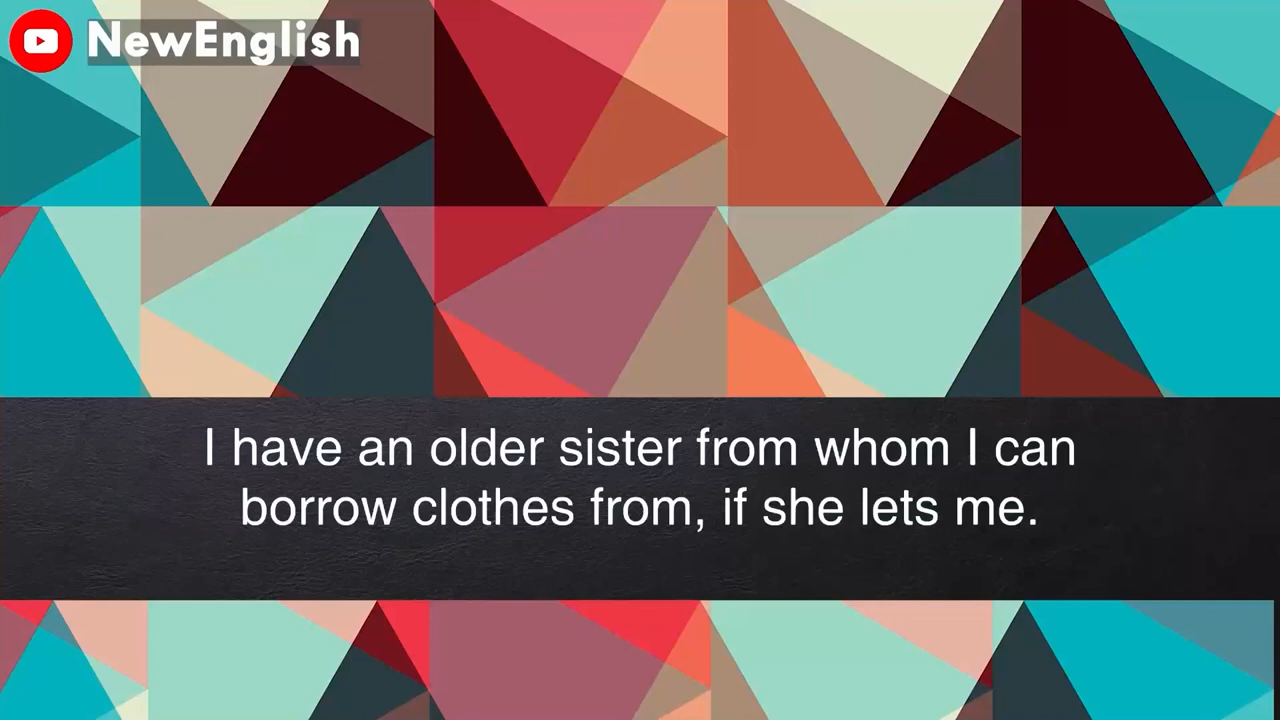 NewEnglish
I have an older sister from whom I can
borrow clothes from, if she lets me.